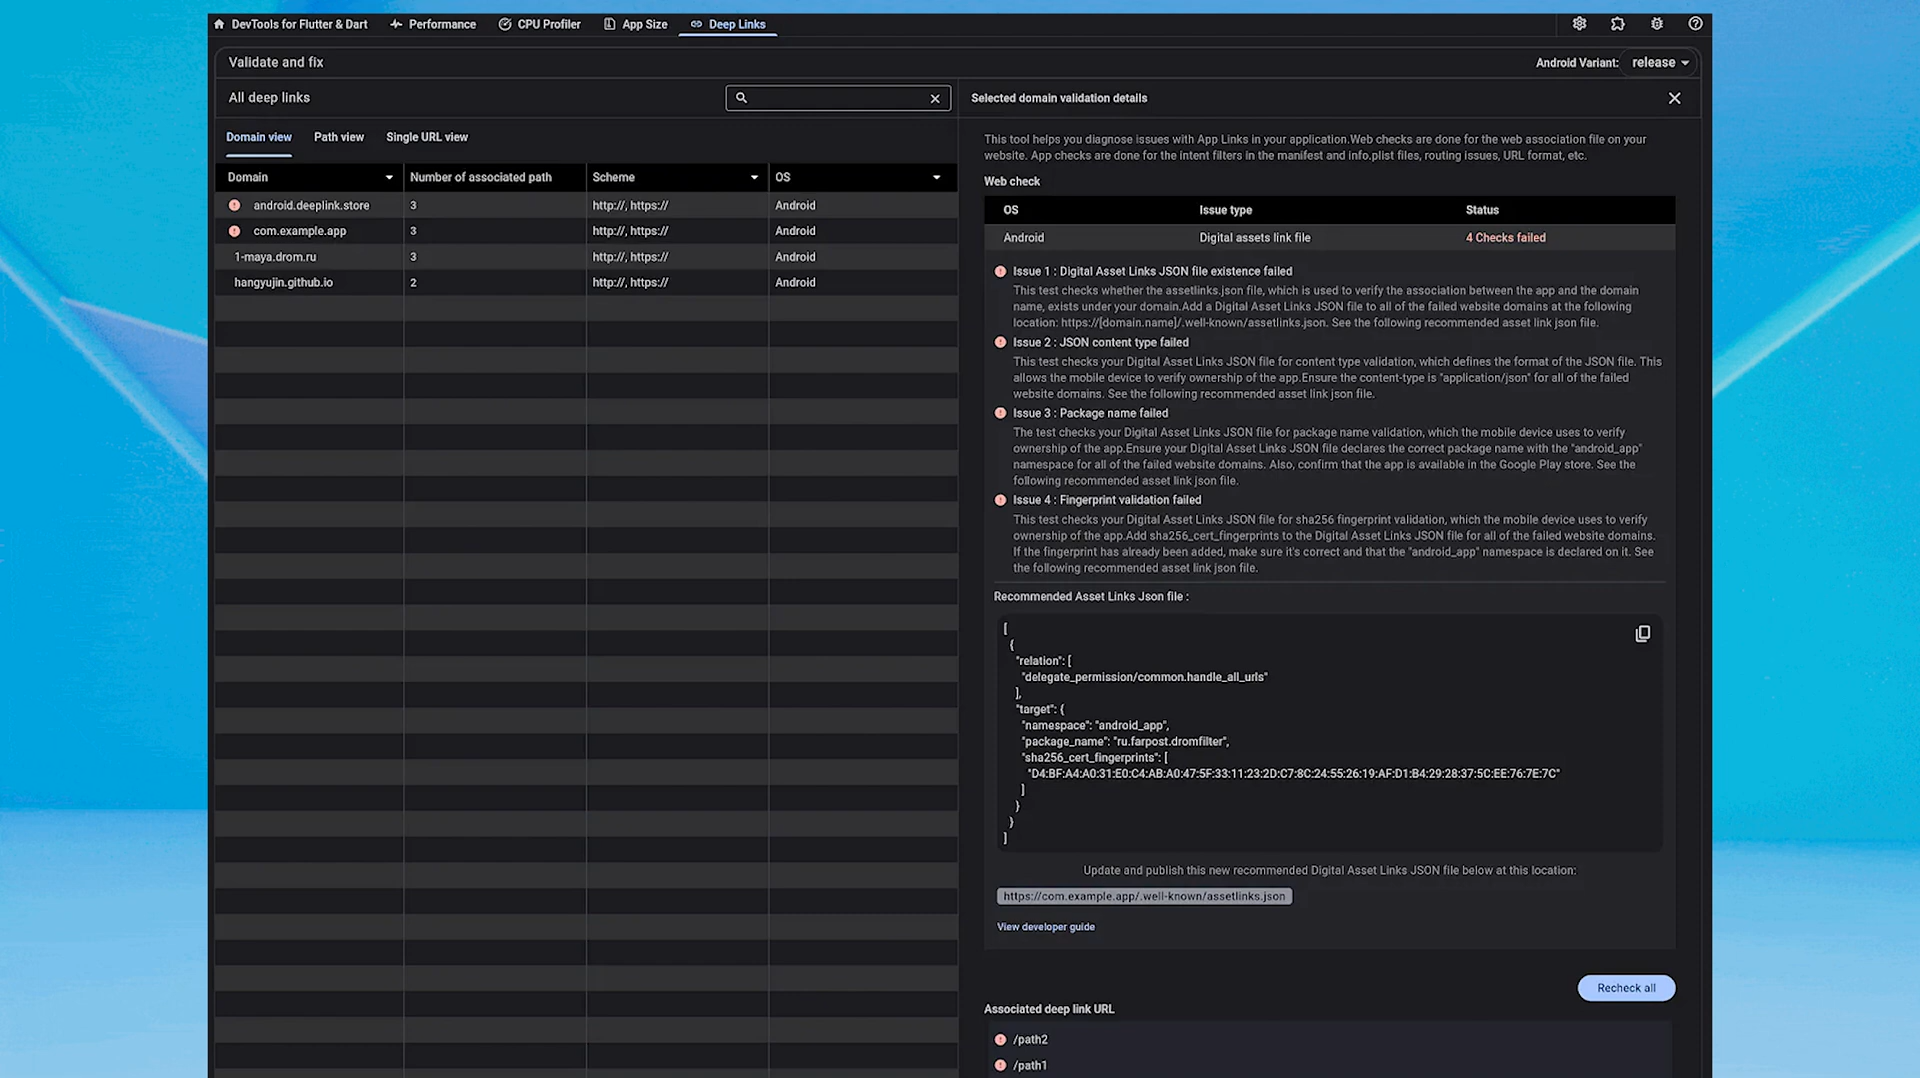 DevTools for Flutter & Dart Performance CPU Profiler App Size Deep Links
Validate and fix
Android Variant: release
All deep links
Domain view Path view Single URL view
Domain Number of associated path Scheme OS
android.deeplink.store 3 http://, https:// Android
com.example.app 3 http://, https:// Android
1-maya.drom.ru 3 http://, https:// Android
hangyujin.github.io 2 http://, https:// Android
Selected domain validation details
This tool helps you diagnose issues with App Links in your application.Web checks are done for the web association file on your
website. App checks are done for the intent filters in the manifest and info.plist files, routing issues, URL format, etc.
Web check
OS Issue type Status
Android Digital assets link file 4 Checks failed
Issue 1 : Digital Asset Links JSON file existence failed
This test checks whether the assetlinks.json file, which is used to verify the association between the app and the domain
name, exists under your domain.Add a Digital Asset Links JSON file to all of the failed website domains at the following
location: https://[domain.name]/.well-known/assetlinks.json. See the following recommended asset link json file.
Issue 2 : JSON content type failed
This test checks your Digital Asset Links JSON file for content type validation, which defines the format of the JSON file. This
allows the mobile device to verify ownership of the app.Ensure the content-type is "application/json" for all of the failed
website domains. See the following recommended asset link json file.
Issue 3 : Package name failed
The test checks your Digital Asset Links JSON file for package name validation, which the mobile device uses to verify
ownership of the app.Ensure your Digital Asset Links JSON file declares the correct package name with the "android_app"
namespace for all of the failed website domains. Also, confirm that the app is available in the Google Play store. See the
following recommended asset link json file.
Issue 4 : Fingerprint validation failed
This test checks your Digital Asset Links JSON file for sha256 fingerprint validation, which the mobile device uses to verify
ownership of the app.Add sha256_cert_fingerprints to the Digital Asset Links JSON file for all of the failed website domains.
If the fingerprint has already been added, make sure it's correct and that the "android_app" namespace is declared on it. See
the following recommended asset link json file.
Recommended Asset Links Json file :
[
{
"relation": [
"delegate_permission/common.handle_all_urls"
],
"target": {
"namespace": "android_app",
"package_name": "ru.farpost.dromfilter",
"sha256_cert_fingerprints": [
"D4:BF:A4:A0:31:E0:C4:AB:A0:47:5F:33:11:23:2D:C7:8C:24:55:26:19:AF:D1:B4:29:28:37:5C:EE:76:7E:7C"
]
}
}
]
Update and publish this new recommended Digital Asset Links JSON file below at this location:
https://com.example.app/.well-known/assetlinks.json
View developer guide
Recheck all
Associated deep link URL
/path2
/path1